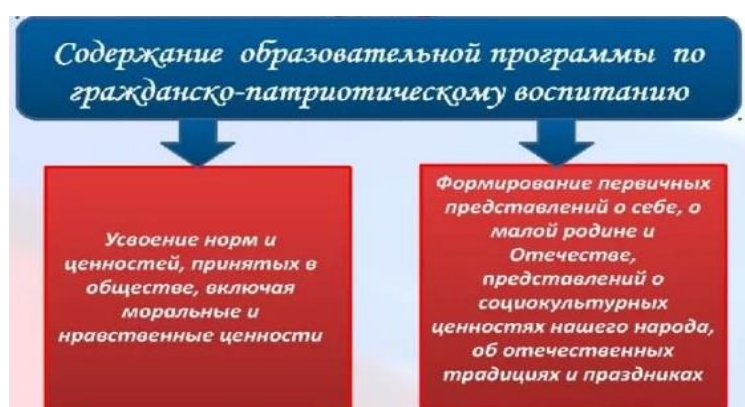 Содержание образовательной программы по
гражданско-патриотическому воспитанию
Усвоение норм и
ценностей, принятых в
обществе, включая
моральные и
нравственные ценности
Формирование первичных
представлений о себе, о
малой родине и
Отечестве,
представлений о
социокультурных
ценностях нашего народа,
об отечественных
традициях и праздниках